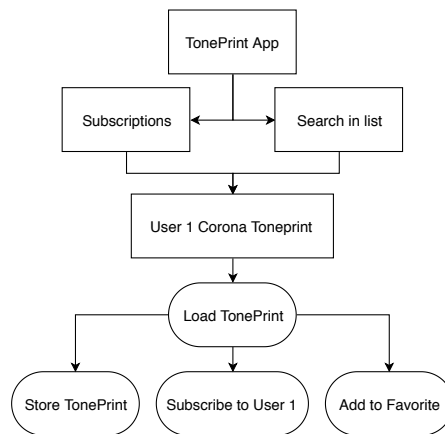 TonePrint App
Subscriptions
Search in list
User 1 Corona Toneprint
Load TonePrint
Store TonePrint
Subscribe to User 1
Add to Favorite